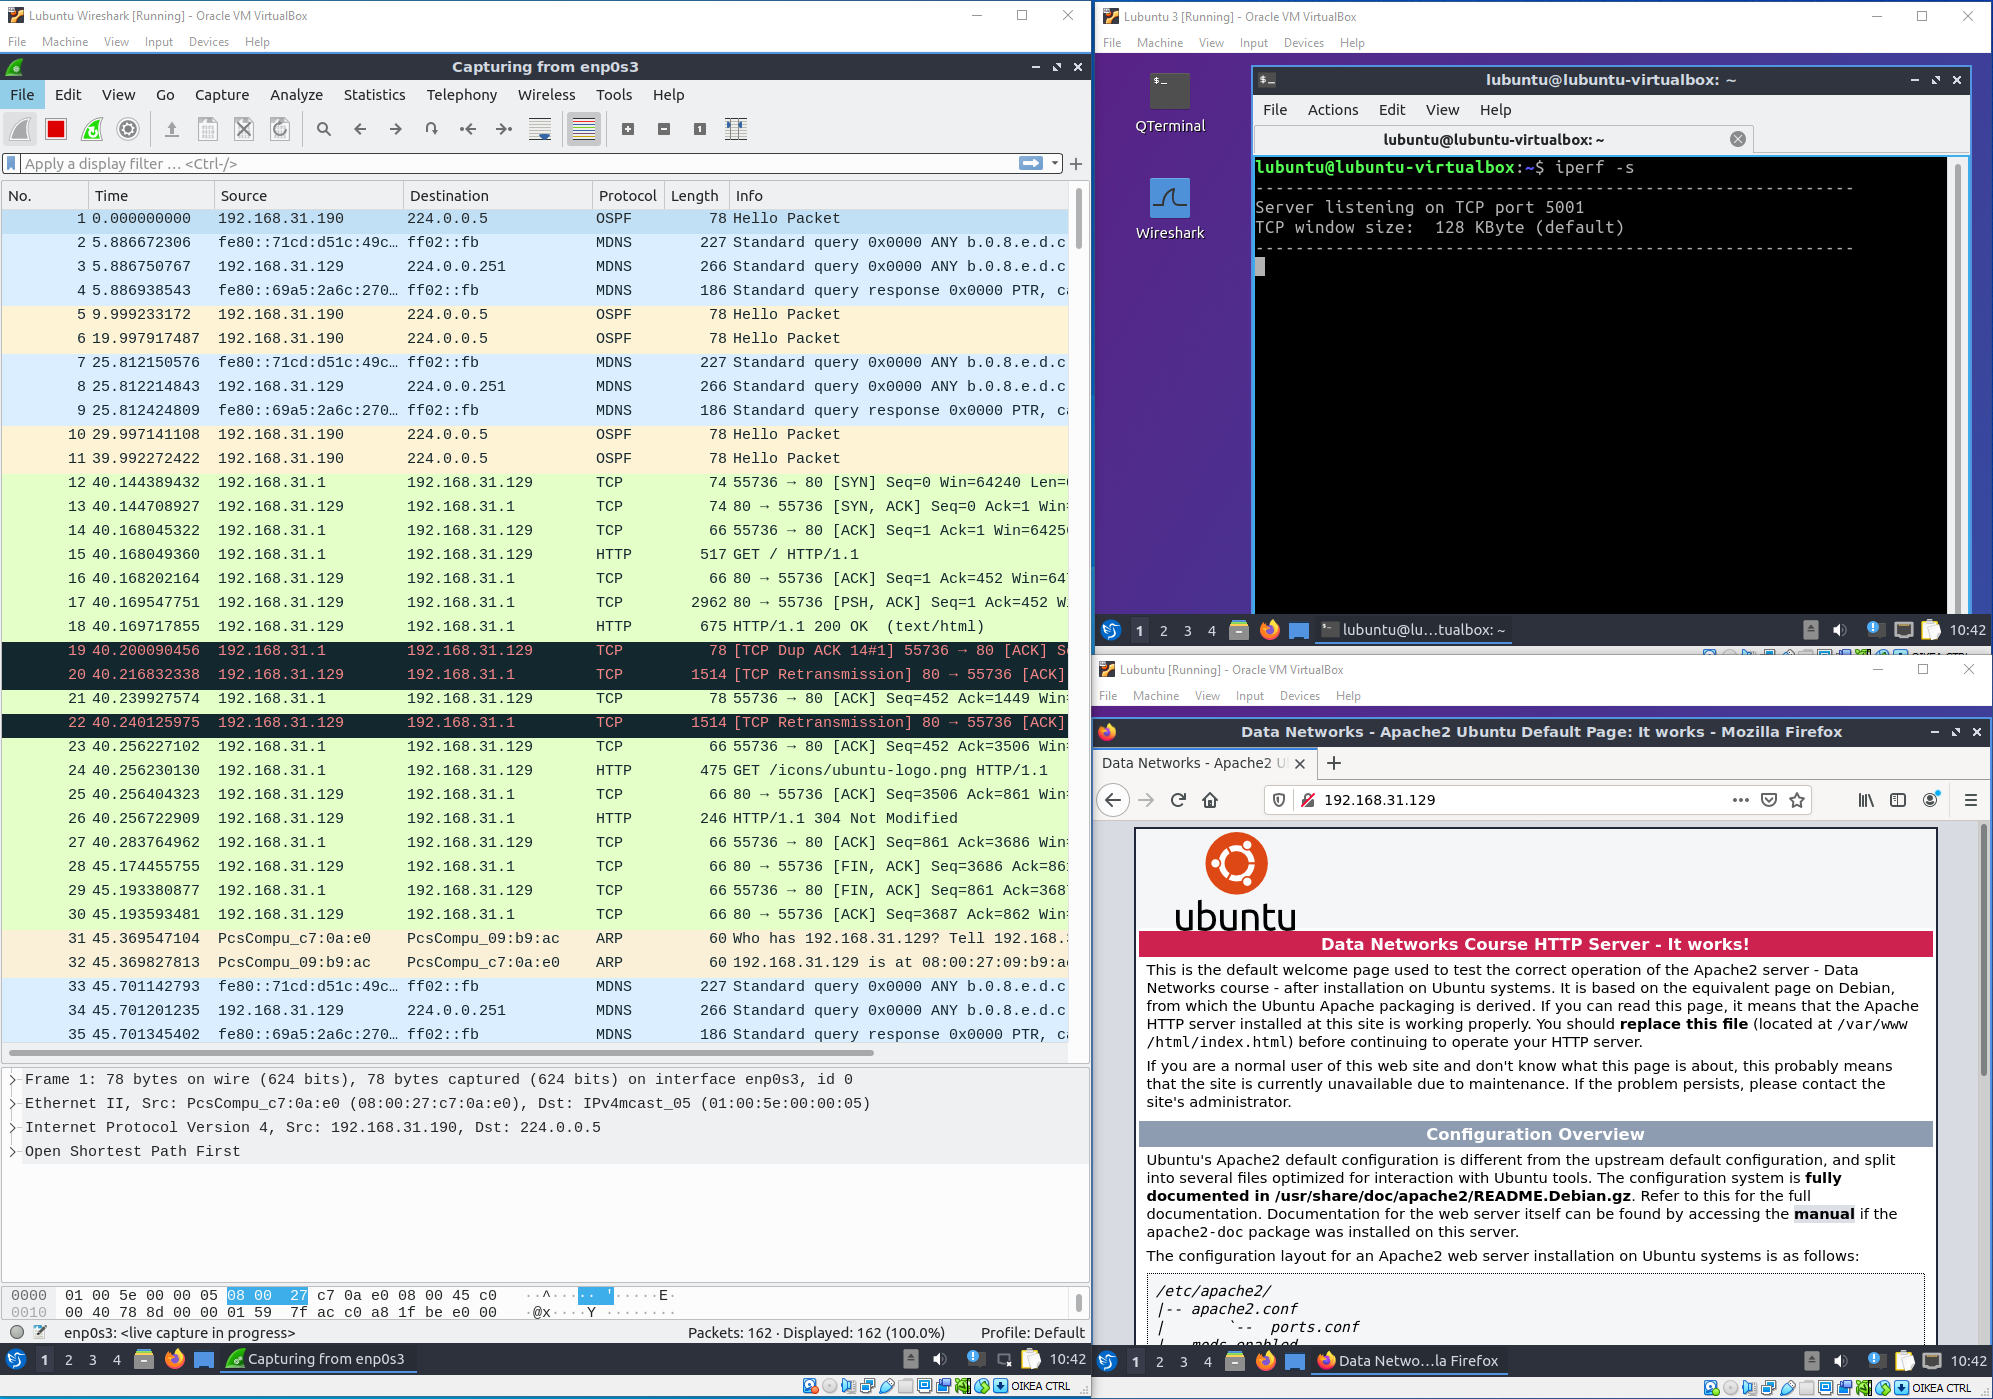 Lubuntu Wireshark [Running] - Oracle VM VirtualBox
File Machine View Input Devices Help
Capturing from enp0s3
File Edit View Go Capture Analyze Statistics Telephony Wireless Tools Help
Apply a display filter … <Ctrl-/>
No. Time Source Destination Protocol Length Info
1 0.000000000 192.168.31.190 224.0.0.5 OSPF 78 Hello Packet
2 5.886672306 fe80::71cd:d51c:49c… ff02::fb MDNS 227 Standard query 0x0000 ANY b.0.8.e.d.c
3 5.886750767 192.168.31.129 224.0.0.251 MDNS 266 Standard query 0x0000 ANY b.0.8.e.d.c
4 5.886938543 fe80::69a5:2a6c:270… ff02::fb MDNS 186 Standard query response 0x0000 PTR, c
5 9.999233172 192.168.31.190 224.0.0.5 OSPF 78 Hello Packet
6 19.997917487 192.168.31.190 224.0.0.5 OSPF 78 Hello Packet
7 25.812150576 fe80::71cd:d51c:49c… ff02::fb MDNS 227 Standard query 0x0000 ANY b.0.8.e.d.c
8 25.812214843 192.168.31.129 224.0.0.251 MDNS 266 Standard query 0x0000 ANY b.0.8.e.d.c
9 25.812424809 fe80::69a5:2a6c:270… ff02::fb MDNS 186 Standard query response 0x0000 PTR, c
10 29.997141108 192.168.31.190 224.0.0.5 OSPF 78 Hello Packet
11 39.992272422 192.168.31.190 224.0.0.5 OSPF 78 Hello Packet
12 40.144389432 192.168.31.1 192.168.31.129 TCP 74 55736 → 80 [SYN] Seq=0 Win=64240 Len=
13 40.144708927 192.168.31.129 192.168.31.1 TCP 74 80 → 55736 [SYN, ACK] Seq=0 Ack=1 Win=
14 40.168045322 192.168.31.1 192.168.31.129 TCP 66 55736 → 80 [ACK] Seq=1 Ack=1 Win=6425
15 40.168049360 192.168.31.1 192.168.31.129 HTTP 517 GET / HTTP/1.1
16 40.168202164 192.168.31.129 192.168.31.1 TCP 66 80 → 55736 [ACK] Seq=1 Ack=452 Win=64
17 40.169547751 192.168.31.129 192.168.31.1 TCP 2962 80 → 55736 [PSH, ACK] Seq=1 Ack=452 W
18 40.169717855 192.168.31.129 192.168.31.1 HTTP 675 HTTP/1.1 200 OK (text/html)
19 40.200090456 192.168.31.1 192.168.31.129 TCP 78 [TCP Dup ACK 14#1] 55736 → 80 [ACK] S
20 40.216832338 192.168.31.129 192.168.31.1 TCP 1514 [TCP Retransmission] 80 → 55736 [ACK]
21 40.239927574 192.168.31.1 192.168.31.129 TCP 78 55736 → 80 [ACK] Seq=452 Ack=1449 Win=
22 40.240125975 192.168.31.129 192.168.31.1 TCP 1514 [TCP Retransmission] 80 → 55736 [ACK]
23 40.256227102 192.168.31.1 192.168.31.129 TCP 66 55736 → 80 [ACK] Seq=452 Ack=3506 Win=
24 40.256230130 192.168.31.1 192.168.31.129 HTTP 475 GET /icons/ubuntu-logo.png HTTP/1.1
25 40.256404323 192.168.31.129 192.168.31.1 TCP 66 80 → 55736 [ACK] Seq=3506 Ack=861 Win=
26 40.256722909 192.168.31.129 192.168.31.1 HTTP 246 HTTP/1.1 304 Not Modified
27 40.283764962 192.168.31.1 192.168.31.129 TCP 66 55736 → 80 [ACK] Seq=861 Ack=3686 Win=
28 45.174455755 192.168.31.129 192.168.31.1 TCP 66 80 → 55736 [FIN, ACK] Seq=3686 Ack=86
29 45.193380877 192.168.31.1 192.168.31.129 TCP 66 55736 → 80 [FIN, ACK] Seq=861 Ack=368
30 45.193593481 192.168.31.129 192.168.31.1 TCP 66 80 → 55736 [ACK] Seq=3687 Ack=862 Win=
31 45.369547104 PcsCompu_c7:0a:e0 PcsCompu_09:b9:ac ARP 60 Who has 192.168.31.129? Tell 192.168.
32 45.369827813 PcsCompu_09:b9:ac PcsCompu_c7:0a:e0 ARP 60 192.168.31.129 is at 08:00:27:09:b9:a
33 45.701142793 fe80::71cd:d51c:49c… ff02::fb MDNS 227 Standard query 0x0000 ANY b.0.8.e.d.c
34 45.701201235 192.168.31.129 224.0.0.251 MDNS 266 Standard query 0x0000 ANY b.0.8.e.d.c
35 45.701345402 fe80::69a5:2a6c:270… ff02::fb MDNS 186 Standard query response 0x0000 PTR, c
Frame 1: 78 bytes on wire (624 bits), 78 bytes captured (624 bits) on interface enp0s3, id 0
Ethernet II, Src: PcsCompu_c7:0a:e0 (08:00:27:c7:0a:e0), Dst: IPv4mcast_05 (01:00:5e:00:00:05)
Internet Protocol Version 4, Src: 192.168.31.190, Dst: 224.0.0.5
Open Shortest Path First
0000 01 00 5e 00 00 05 08 00 27 c7 0a e0 08 00 45 c0 ··^····· '·····E·
0010 00 40 78 8d 00 00 01 59 7f ac c0 a8 1f be e0 00 ·@x····Y ········
enp0s3: <live capture in progress> Packets: 162 · Displayed: 162 (100.0%) Profile: Default
1 2 3 4 Capturing from enp0s3 10:42
OIKEA CTRL
Lubuntu 3 [Running] - Oracle VM VirtualBox
File Machine View Input Devices Help
QTerminal
Wireshark
lubuntu@lubuntu-virtualbox: ~
File Actions Edit View Help
lubuntu@lubuntu-virtualbox: ~
lubuntu@lubuntu-virtualbox:~$ iperf -s
------------------------------------------------------------
Server listening on TCP port 5001
TCP window size: 128 KByte (default)
------------------------------------------------------------
1 2 3 4 lubuntu@lu…tualbox: ~ 10:42
Lubuntu [Running] - Oracle VM VirtualBox
File Machine View Input Devices Help
Data Networks - Apache2 Ubuntu Default Page: It works - Mozilla Firefox
Data Networks - Apache2 U
192.168.31.129
ubuntu
Data Networks Course HTTP Server - It works!
This is the default welcome page used to test the correct operation of the Apache2 server - Data
Networks course - after installation on Ubuntu systems. It is based on the equivalent page on Debian,
from which the Ubuntu Apache packaging is derived. If you can read this page, it means that the Apache
HTTP server installed at this site is working properly. You should replace this file (located at /var/www
/html/index.html) before continuing to operate your HTTP server.
If you are a normal user of this web site and don't know what this page is about, this probably means
that the site is currently unavailable due to maintenance. If the problem persists, please contact the
site's administrator.
Configuration Overview
Ubuntu's Apache2 default configuration is different from the upstream default configuration, and split
into several files optimized for interaction with Ubuntu tools. The configuration system is fully
documented in /usr/share/doc/apache2/README.Debian.gz. Refer to this for the full
documentation. Documentation for the web server itself can be found by accessing the manual if the
apache2-doc package was installed on this server.
The configuration layout for an Apache2 web server installation on Ubuntu systems is as follows:
/etc/apache2/
|-- apache2.conf
| `-- ports.conf
1 2 3 4 Data Netwo…la Firefox 10:42
OIKEA CTRL